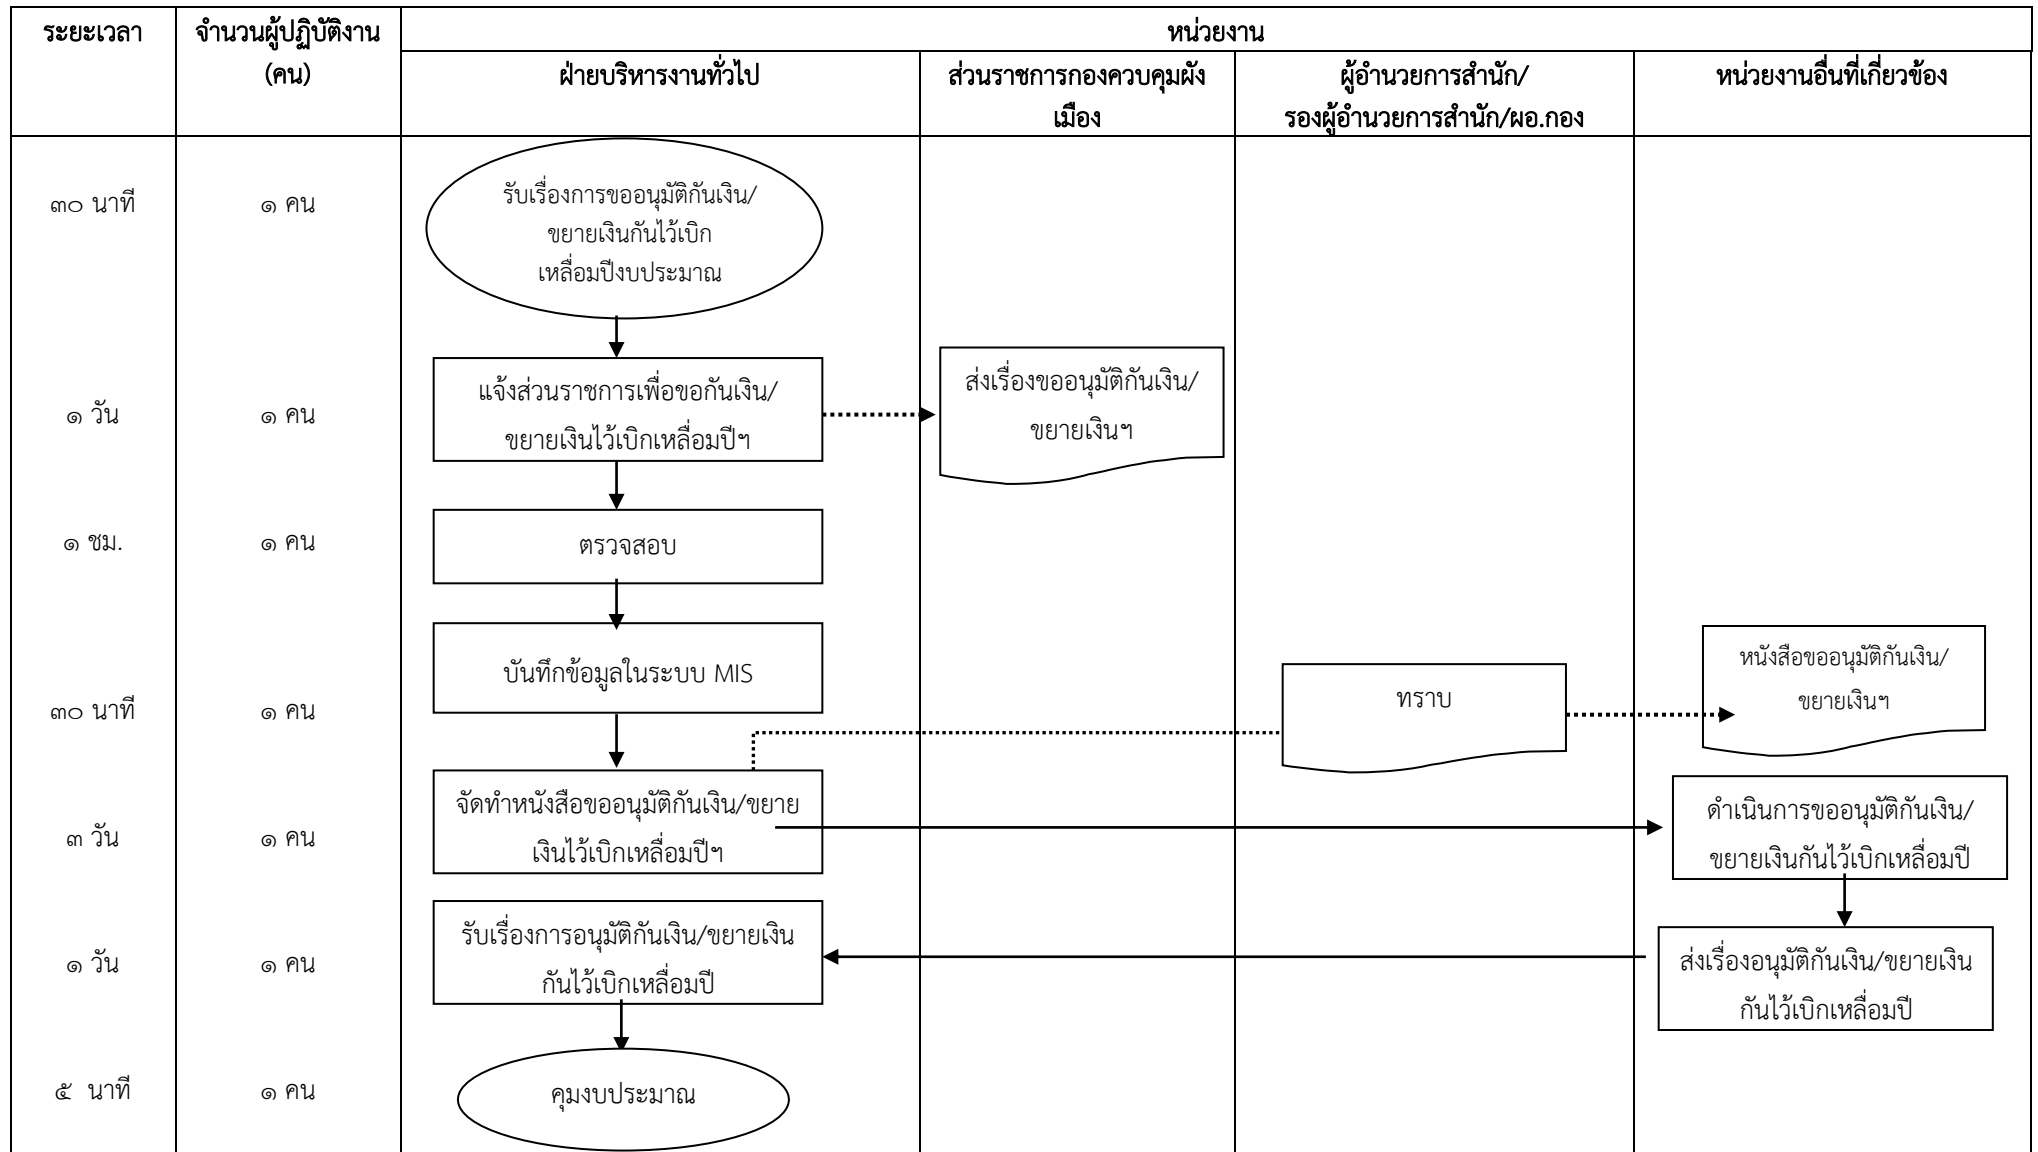 ระยะเวลา
จำนวนผู้ปฏิบัติงาน
(คน)
หน่วยงาน
ฝ่ายบริหารงานทั่วไป
ส่วนราชการกองควบคุมผัง
เมือง
ผู้อำนวยการสำนัก/
รองผู้อำนวยการสำนัก/ผอ.กอง
หน่วยงานอื่นที่เกี่ยวข้อง
๓๐ นาที
๑ คน
รับเรื่องการขออนุมัติกันเงิน/
ขยายเงินกันไว้เบิก
เหลื่อมปีงบประมาณ
๑ วัน
๑ คน
แจ้งส่วนราชการเพื่อขอกันเงิน/
ขยายเงินไว้เบิกเหลื่อมปีฯ
ส่งเรื่องขออนุมัติกันเงิน/
ขยายเงินฯ
๑ ชม.
๑ คน
ตรวจสอบ
๓๐ นาที
๑ คน
บันทึกข้อมูลในระบบ MIS
ทราบ
หนังสือขออนุมัติกันเงิน/
ขยายเงินฯ
๓ วัน
๑ คน
จัดทำหนังสือขออนุมัติกันเงิน/ขยาย
เงินไว้เบิกเหลื่อมปีฯ
ดำเนินการขออนุมัติกันเงิน/
ขยายเงินกันไว้เบิกเหลื่อมปี
๑ วัน
๑ คน
รับเรื่องการอนุมัติกันเงิน/ขยายเงิน
กันไว้เบิกเหลื่อมปี
ส่งเรื่องอนุมัติกันเงิน/ขยายเงิน
กันไว้เบิกเหลื่อมปี
๕ นาที
๑ คน
คุมงบประมาณ